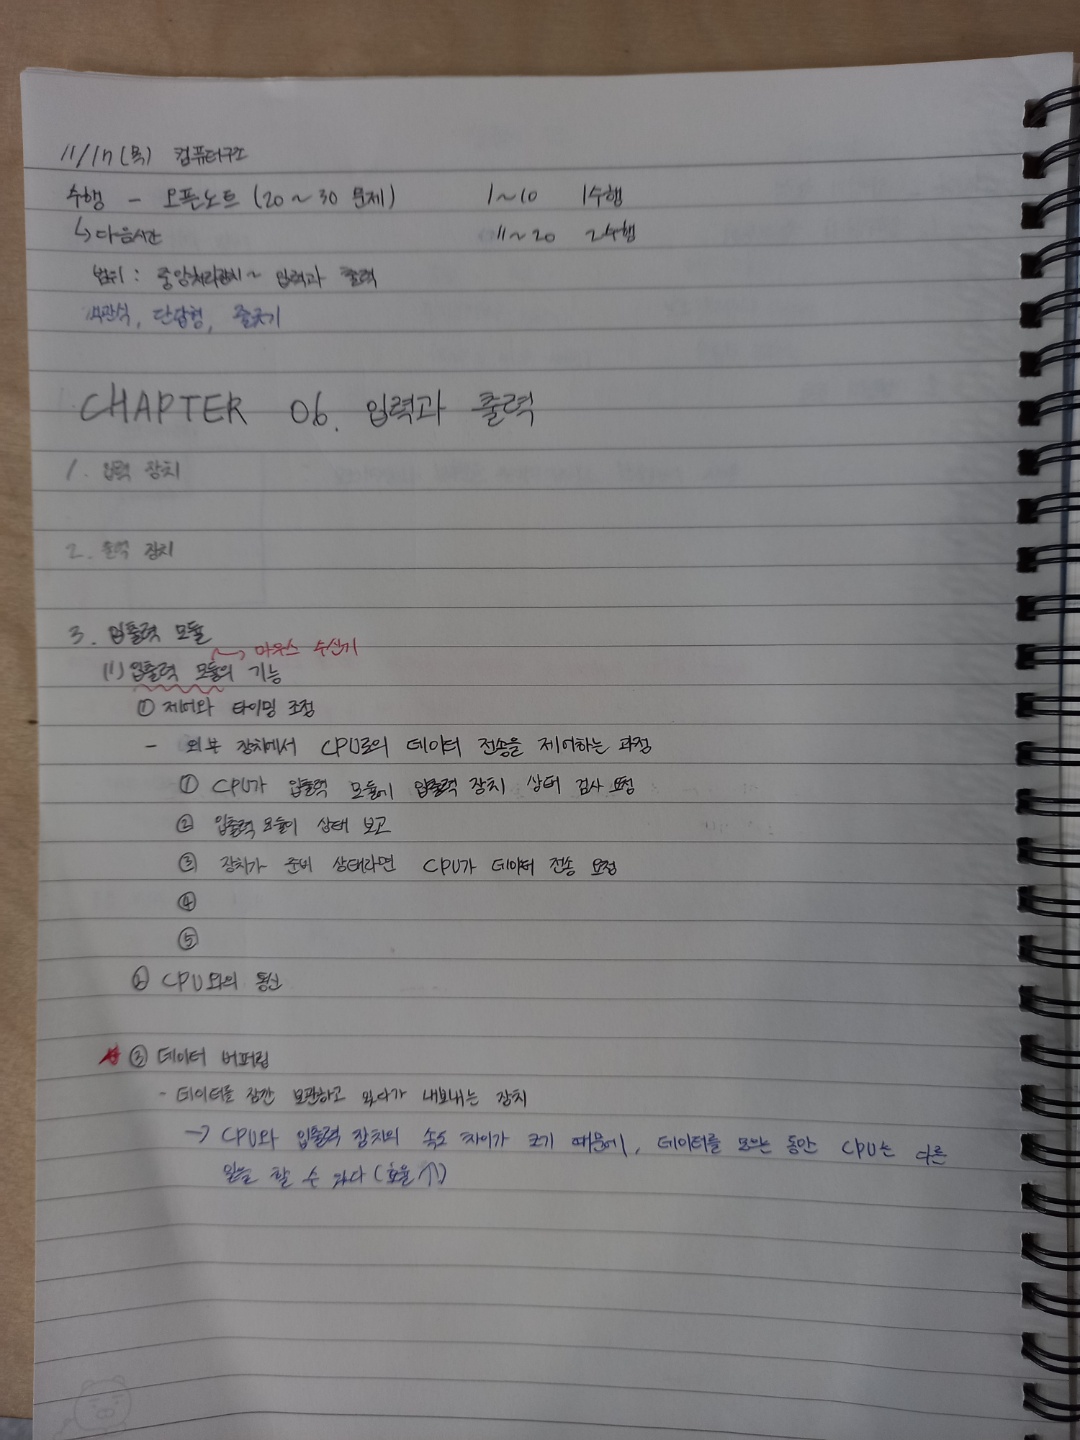 11/17(목) 컴퓨터구조
수행 - 오픈노트 (20~30 문제) 1~10 1수행
↳다음시간 11~20 2수행
범위: 중앙처리장치~ 입력과 출력
객관식, 단답형, 줄긋기
CHAPTER 06. 입력과 출력
1. 입력 장치
2. 출력 장치
3. 입출력 모듈
마우스 수신기
(1) 입출력 모듈의 기능
① 제어와 타이밍 조정
- 외부 장치에서 CPU로의 데이터 전송을 제어하는 과정
① CPU가 입출력 모듈에 입출력 장치 상태 검사 요청
② 입출력 모듈이 상태 보고
③ 장치가 준비 상태라면 CPU가 데이터 전송 요청
④
⑤
② CPU와의 통신
★ ③ 데이터 버퍼링
- 데이터를 잠깐 보관하고 있다가 내보내는 장치
→ CPU와 입출력 장치의 속도 차이가 크기 때문에, 데이터를 모으는 동안 CPU는 다른
일을 할 수 있다 (효율↑)